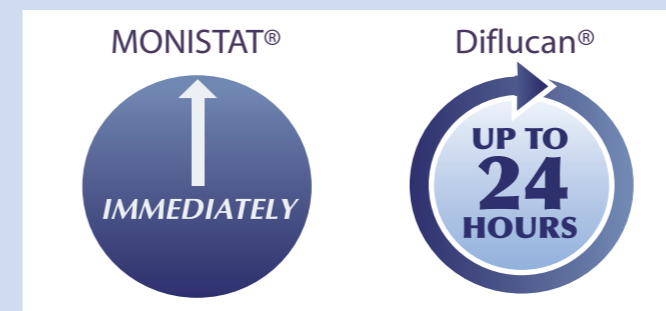 MONISTAT®
Diflucan®
IMMEDIATELY
UP TO
24
HOURS